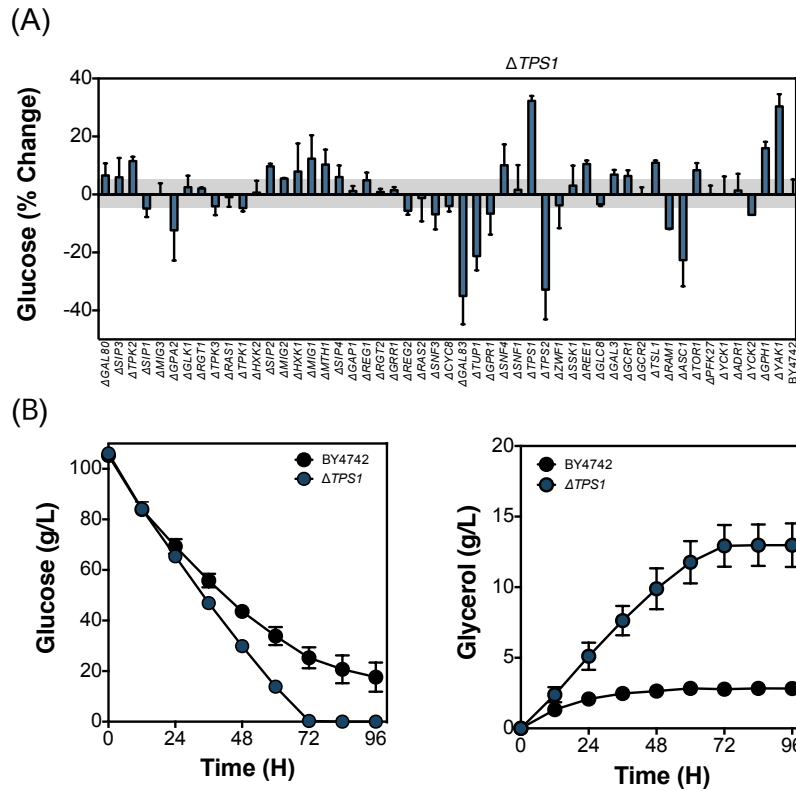 (A)
ΔTPS1
Glucose (% Change)
40
20
0
-20
-40
ΔGAL80
ΔSIP3
ΔTPK2
ΔSIP1
ΔMIG3
ΔGPA2
ΔGLK1
ΔRGT1
ΔTPK3
ΔRAS1
ΔTPK1
ΔHXK2
ΔSIP2
ΔMIG2
ΔHXK1
ΔMIG1
ΔMTH1
ΔSIP4
ΔGAP1
ΔREG1
ΔRGT2
ΔGRR1
ΔREG2
ΔRAS2
ΔSNF3
ΔCYC8
ΔGAL83
ΔTUP1
ΔGPR1
ΔSNF4
ΔSNF1
ΔTPS1
ΔTPS2
ΔZWF1
ΔSSK1
ΔREE1
ΔGLC8
ΔGAL3
ΔGCR1
ΔGCR2
ΔTSL1
ΔRAM1
ΔASC1
ΔTOR1
ΔPFK27
ΔYCK1
ΔADR1
ΔYCK2
ΔGPH1
ΔYAK1
BY4742
(B)
Glucose (g/L)
100
80
60
40
20
0
0 24 48 72 96
Time (H)
BY4742
ΔTPS1
Glycerol (g/L)
20
15
10
5
0
0 24 48 72 96
Time (H)
BY4742
ΔTPS1